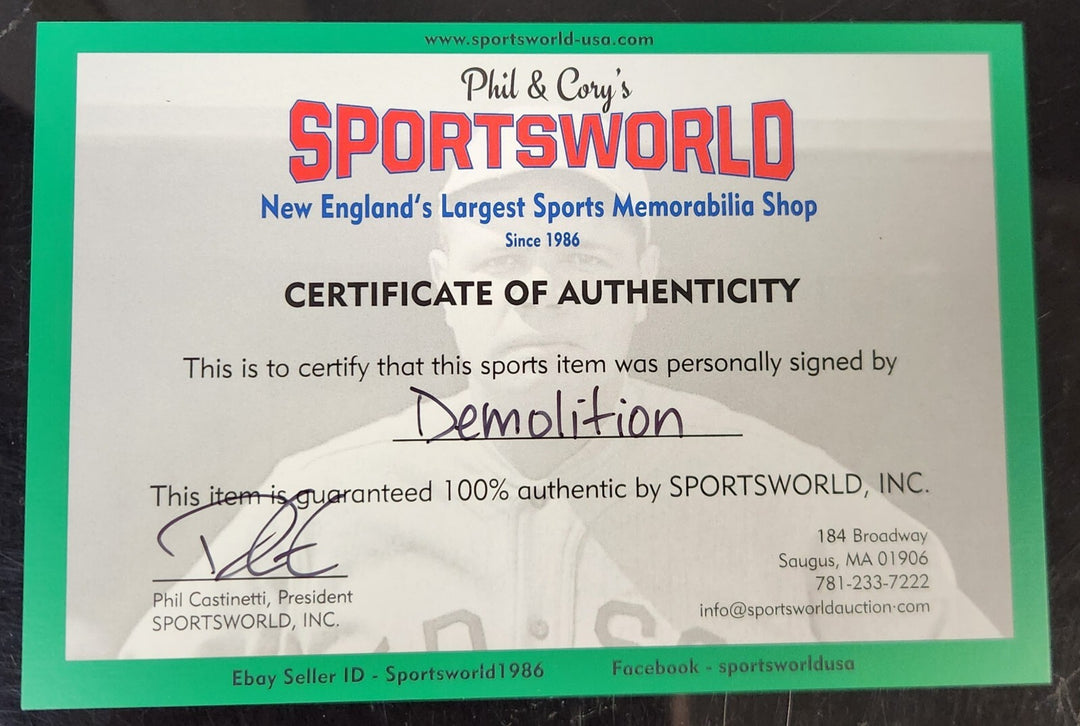 www.sportsworld-usa.com
Phil & Cory's
SPORTSWORLD
New England's Largest Sports Memorabilia Shop
Since 1986
CERTIFICATE OF AUTHENTICITY
This is to certify that this sports item was personally signed by
Demolition
This item is guaranteed 100% authentic by SPORTSWORLD, INC.
Phil Castinetti, President
SPORTSWORLD, INC.
184 Broadway
Saugus, MA 01906
781-233-7222
info@sportsworldauction.com
Ebay Seller ID - Sportsworld1986
Facebook - sportsworldusa